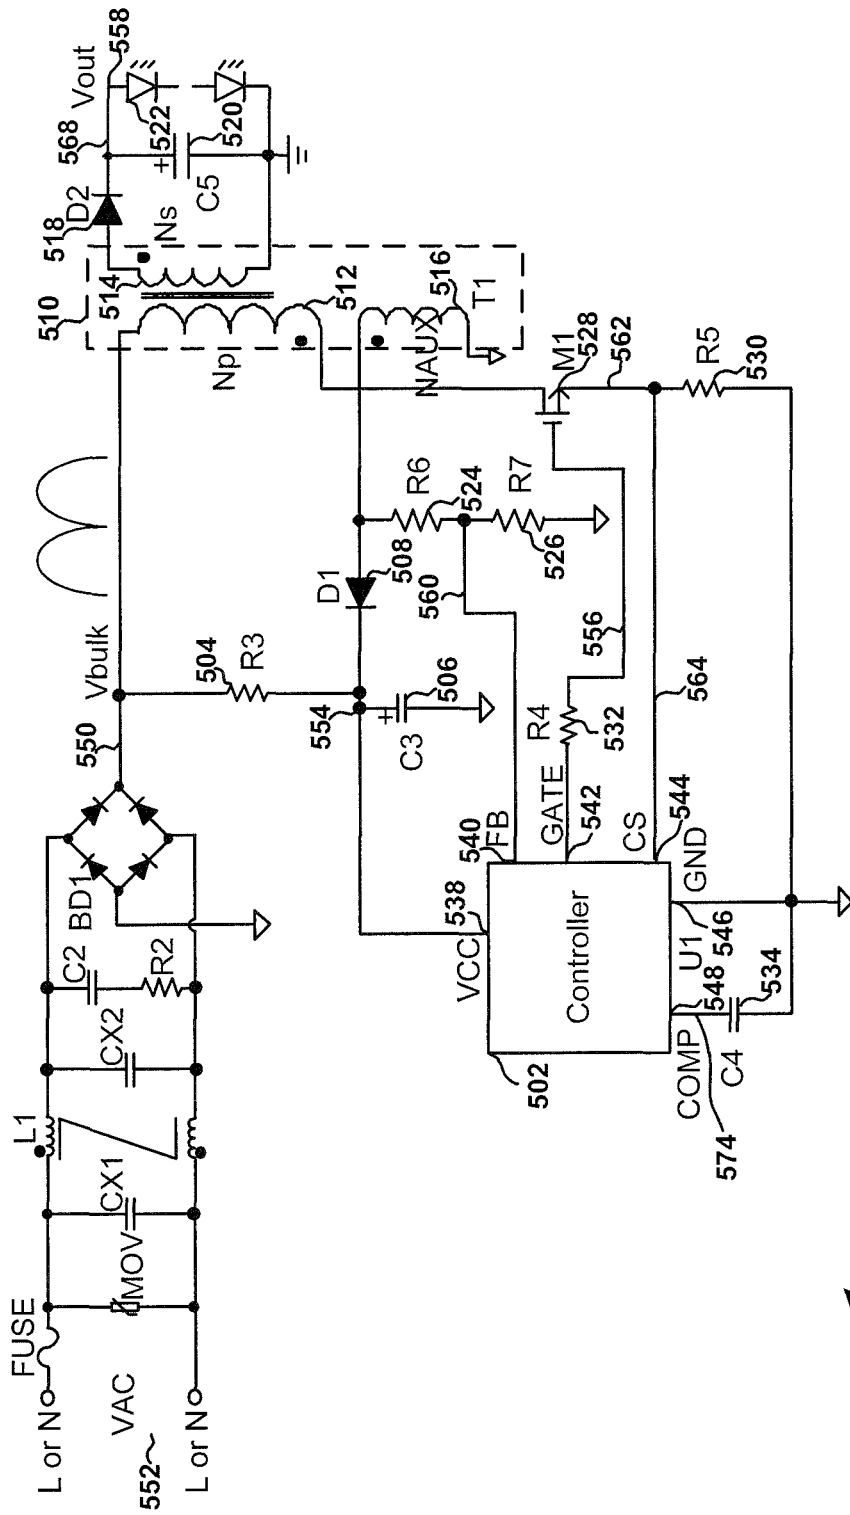 L or N
FUSE
VAC
552
L or N
MOV
CX1
L1
CX2
C2
R2
BD1
550
Vbulk
504
R3
554
C3
506
D1
508
R6
524
560
R7
526
510
514
Np
512
Ns
NAUX
516
T1
518
D2
568
Vout
558
522
520
C5
VCC
538
540
FB
GATE
542
R4
532
556
M1
528
562
CS
544
564
R5
530
GND
546
U1
Controller
502
COMP
548
574
C4
534